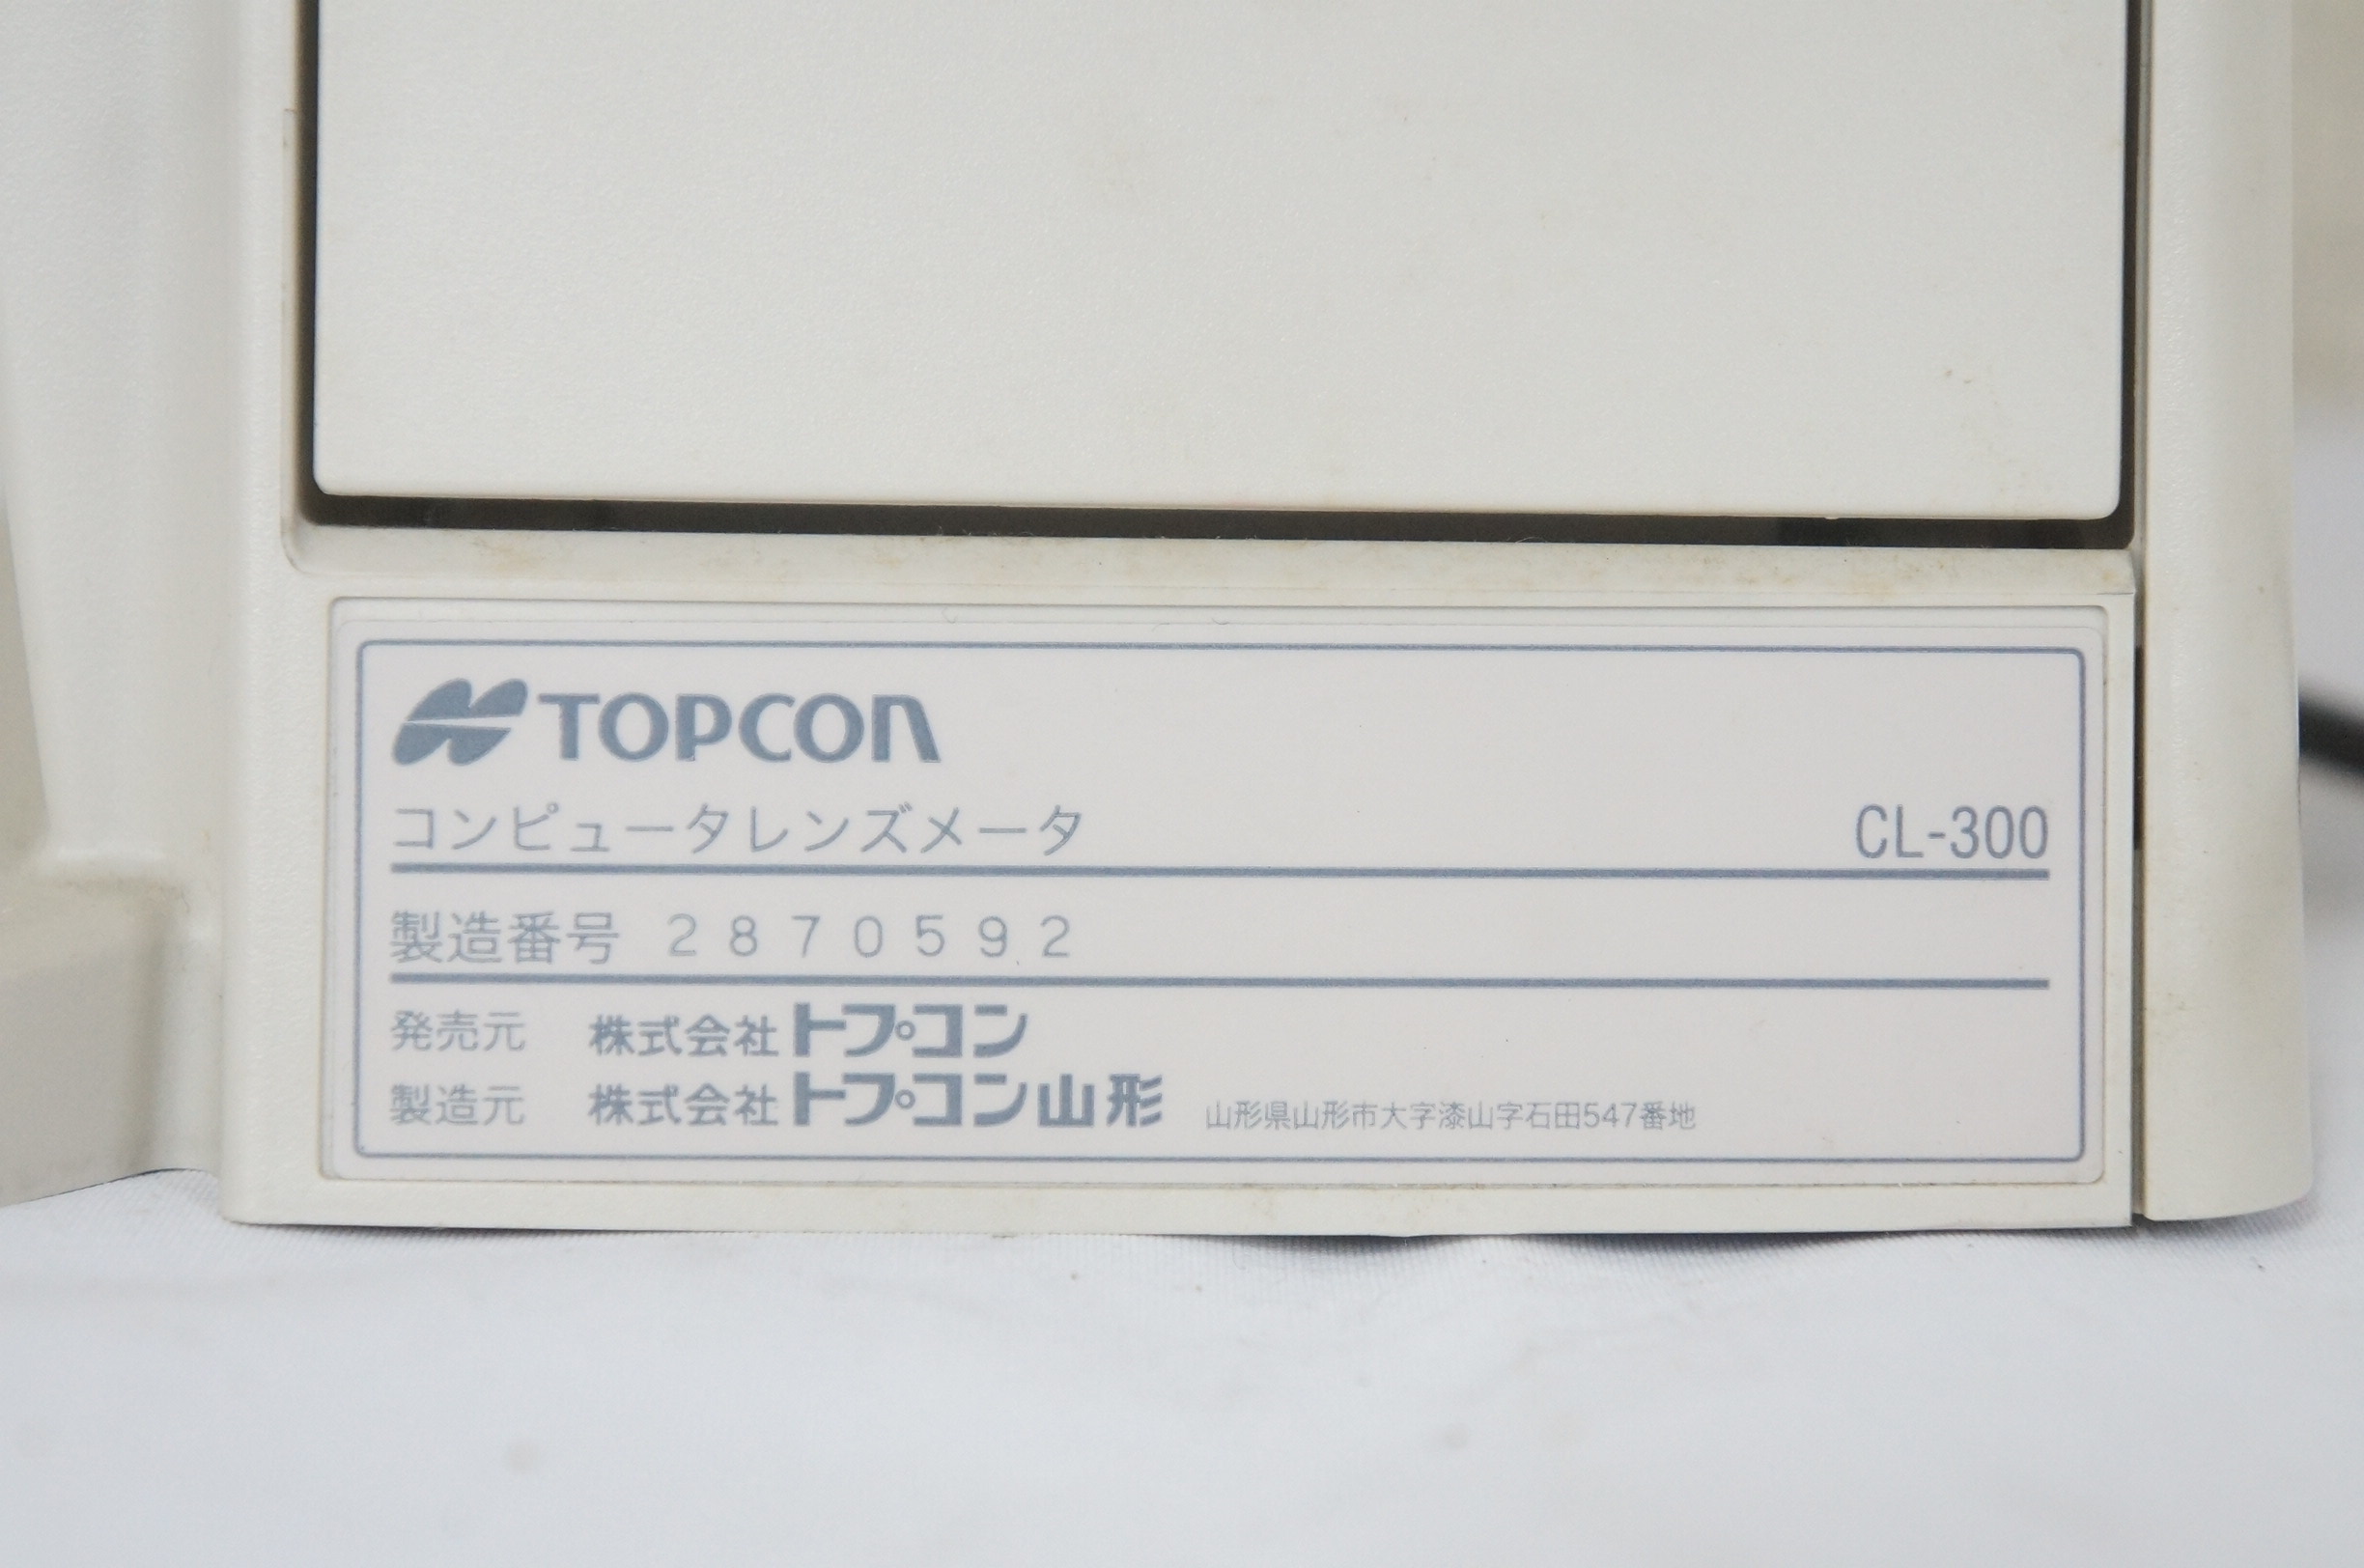 TOPCON
コンピュータレンズメータ CL-300
製造番号 2870592
発売元 株式会社トプコン
製造元 株式会社トプコン山形 山形県山形市大字漆山字石田547番地